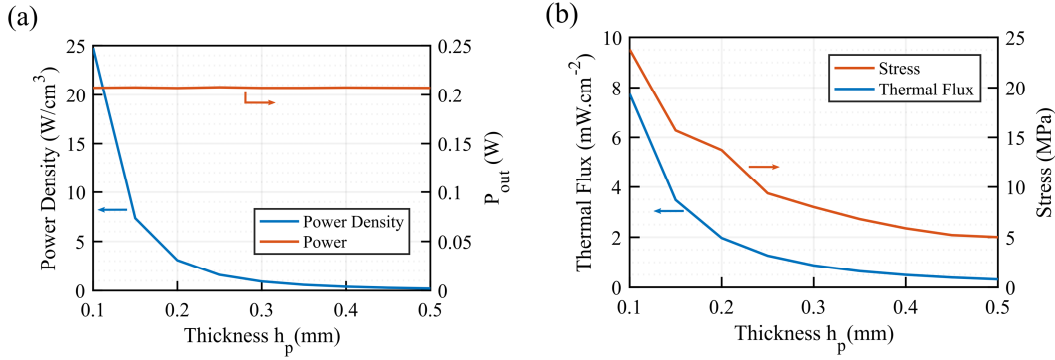 (a)
25
20
15
10
5
0
Power Density (W/cm³)
0.25
0.2
0.15
0.1
0.05
0
P_out (W)
Power Density
Power
0.1 0.2 0.3 0.4 0.5
Thickness h_p(mm)
(b)
10
8
6
4
2
0
Thermal Flux (mW.cm⁻²)
25
20
15
10
5
0
Stress (MPa)
Stress
Thermal Flux
0.1 0.2 0.3 0.4 0.5
Thickness h_p(mm)